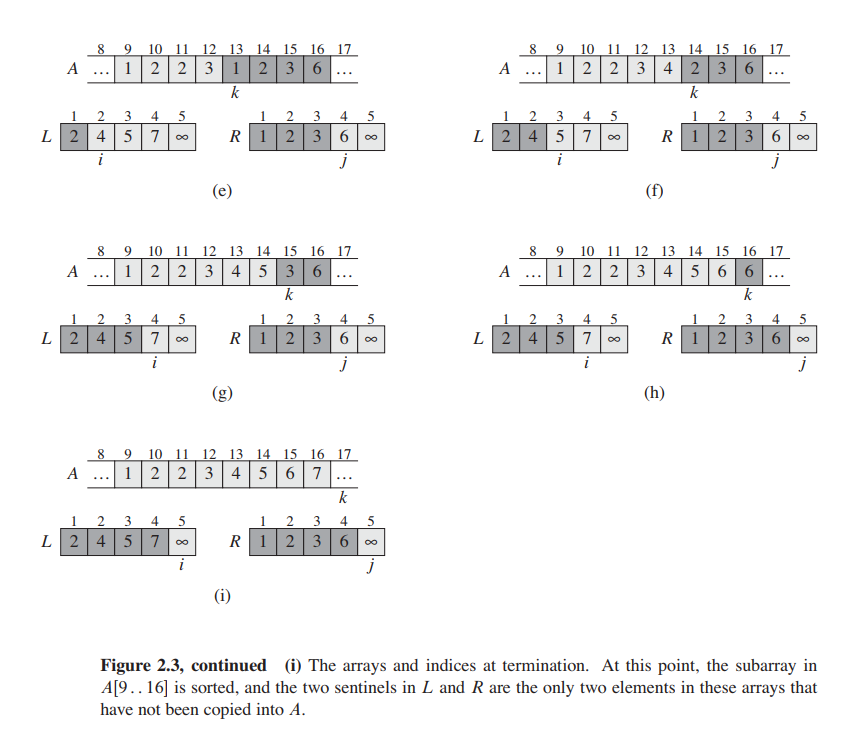 8 9 10 11 12 13 14 15 16 17
A … 1 2 2 3 1 2 3 6 …
k
1 2 3 4 5
L 2 4 5 7 ∞
i
1 2 3 4 5
R 1 2 3 6 ∞
j
(e)
8 9 10 11 12 13 14 15 16 17
A … 1 2 2 3 4 2 3 6 …
k
1 2 3 4 5
L 2 4 5 7 ∞
i
1 2 3 4 5
R 1 2 3 6 ∞
j
(f)
8 9 10 11 12 13 14 15 16 17
A … 1 2 2 3 4 5 3 6 …
k
1 2 3 4 5
L 2 4 5 7 ∞
i
1 2 3 4 5
R 1 2 3 6 ∞
j
(g)
8 9 10 11 12 13 14 15 16 17
A … 1 2 2 3 4 5 6 6 …
k
1 2 3 4 5
L 2 4 5 7 ∞
i
1 2 3 4 5
R 1 2 3 6 ∞
j
(h)
8 9 10 11 12 13 14 15 16 17
A … 1 2 2 3 4 5 6 7 …
k
1 2 3 4 5
L 2 4 5 7 ∞
i
1 2 3 4 5
R 1 2 3 6 ∞
j
(i)
Figure 2.3, continued (i) The arrays and indices at termination. At this point, the subarray in
A[9 . . 16] is sorted, and the two sentinels in L and R are the only two elements in these arrays that
have not been copied into A.